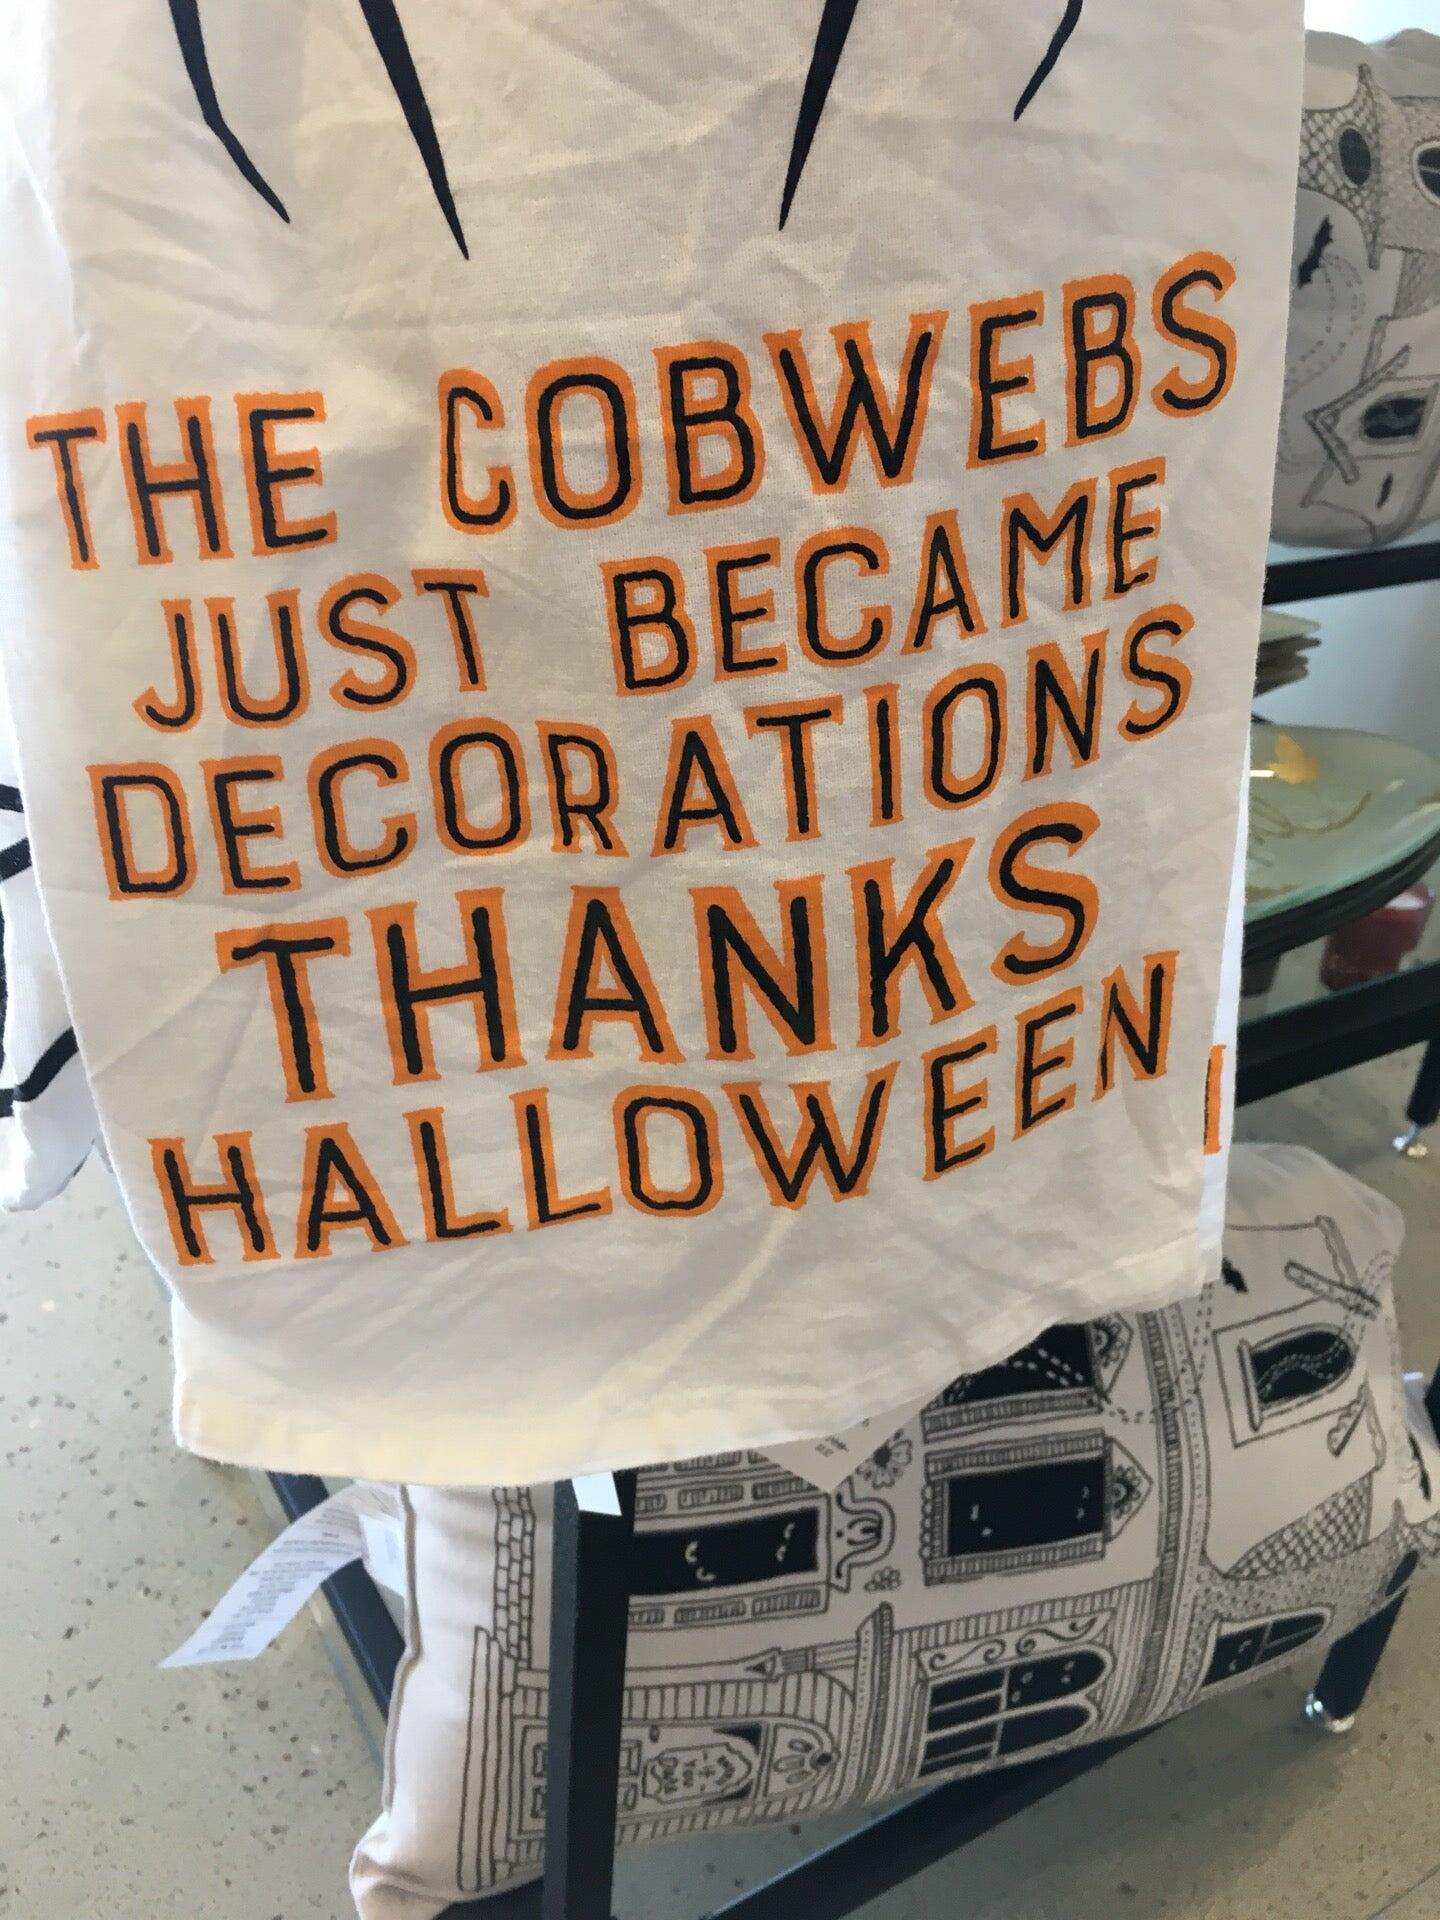 THE COBWEBS
JUST BECAME
DECORATIONS
THANKS
HALLOWEEN